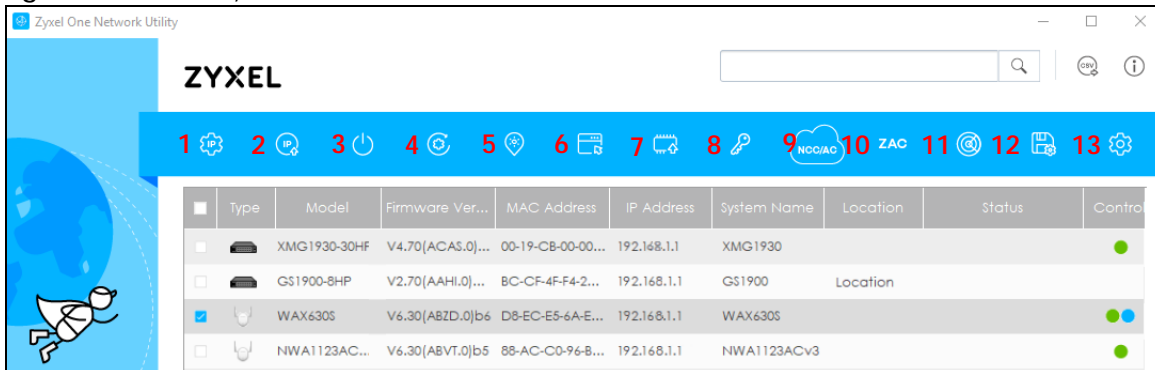 Zyxel One Network Utility
ZYXEL
CSV
1 IP 2 IP 3 4 5 6 7 8 9 NCC/AC 10 ZAC 11 12 13
Type Model Firmware Ver... MAC Address IP Address System Name Location Status Control
XMG1930-30HF V4.70(ACAS.0)... 00-19-CB-00-00... 192.168.1.1 XMG1930
GS1900-8HP V2.70(AAHI.0)... BC-CF-4F-F4-2... 192.168.1.1 GS1900 Location
WAX630S V6.30(ABZD.0)b6 D8-EC-E5-6A-E... 192.168.1.1 WAX630S
NWA1123AC... V6.30(ABVT.0)b5 88-AC-C0-96-B... 192.168.1.1 NWA1123ACv3